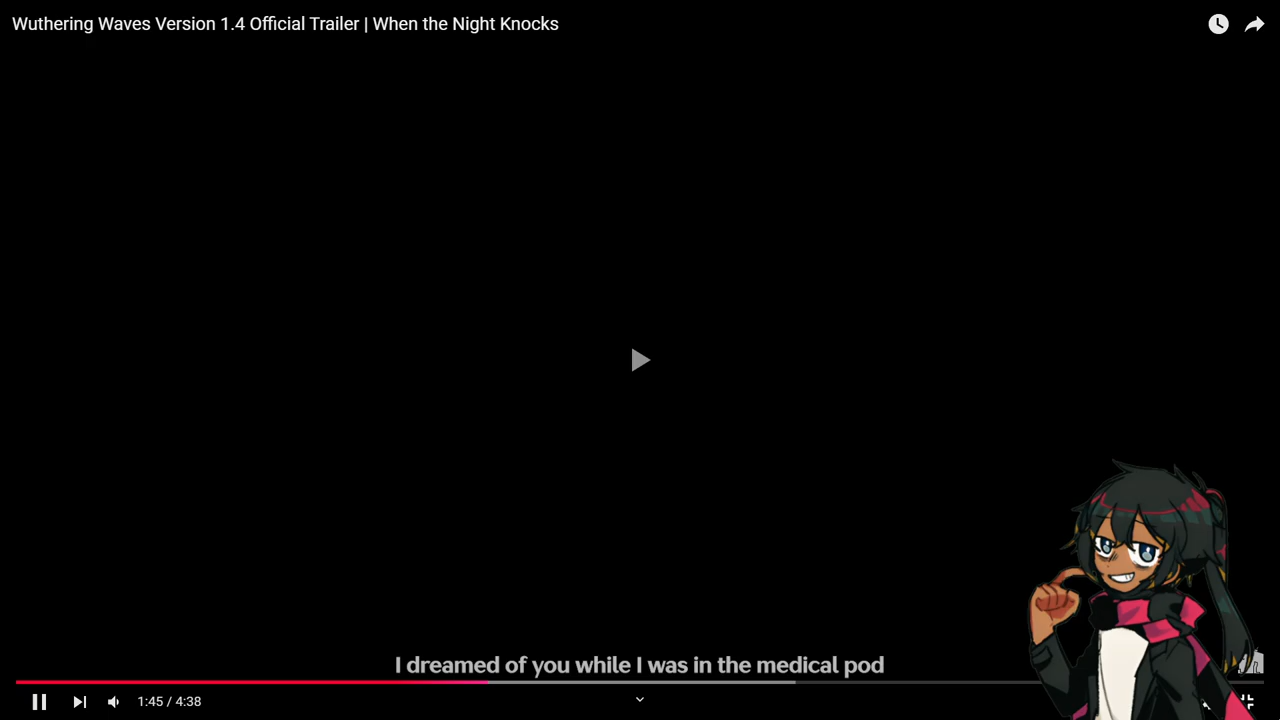 Wuthering Waves Version 1.4 Official Trailer | When the Night Knocks
I dreamed of you while I was in the medical pod
1:45 / 4:38